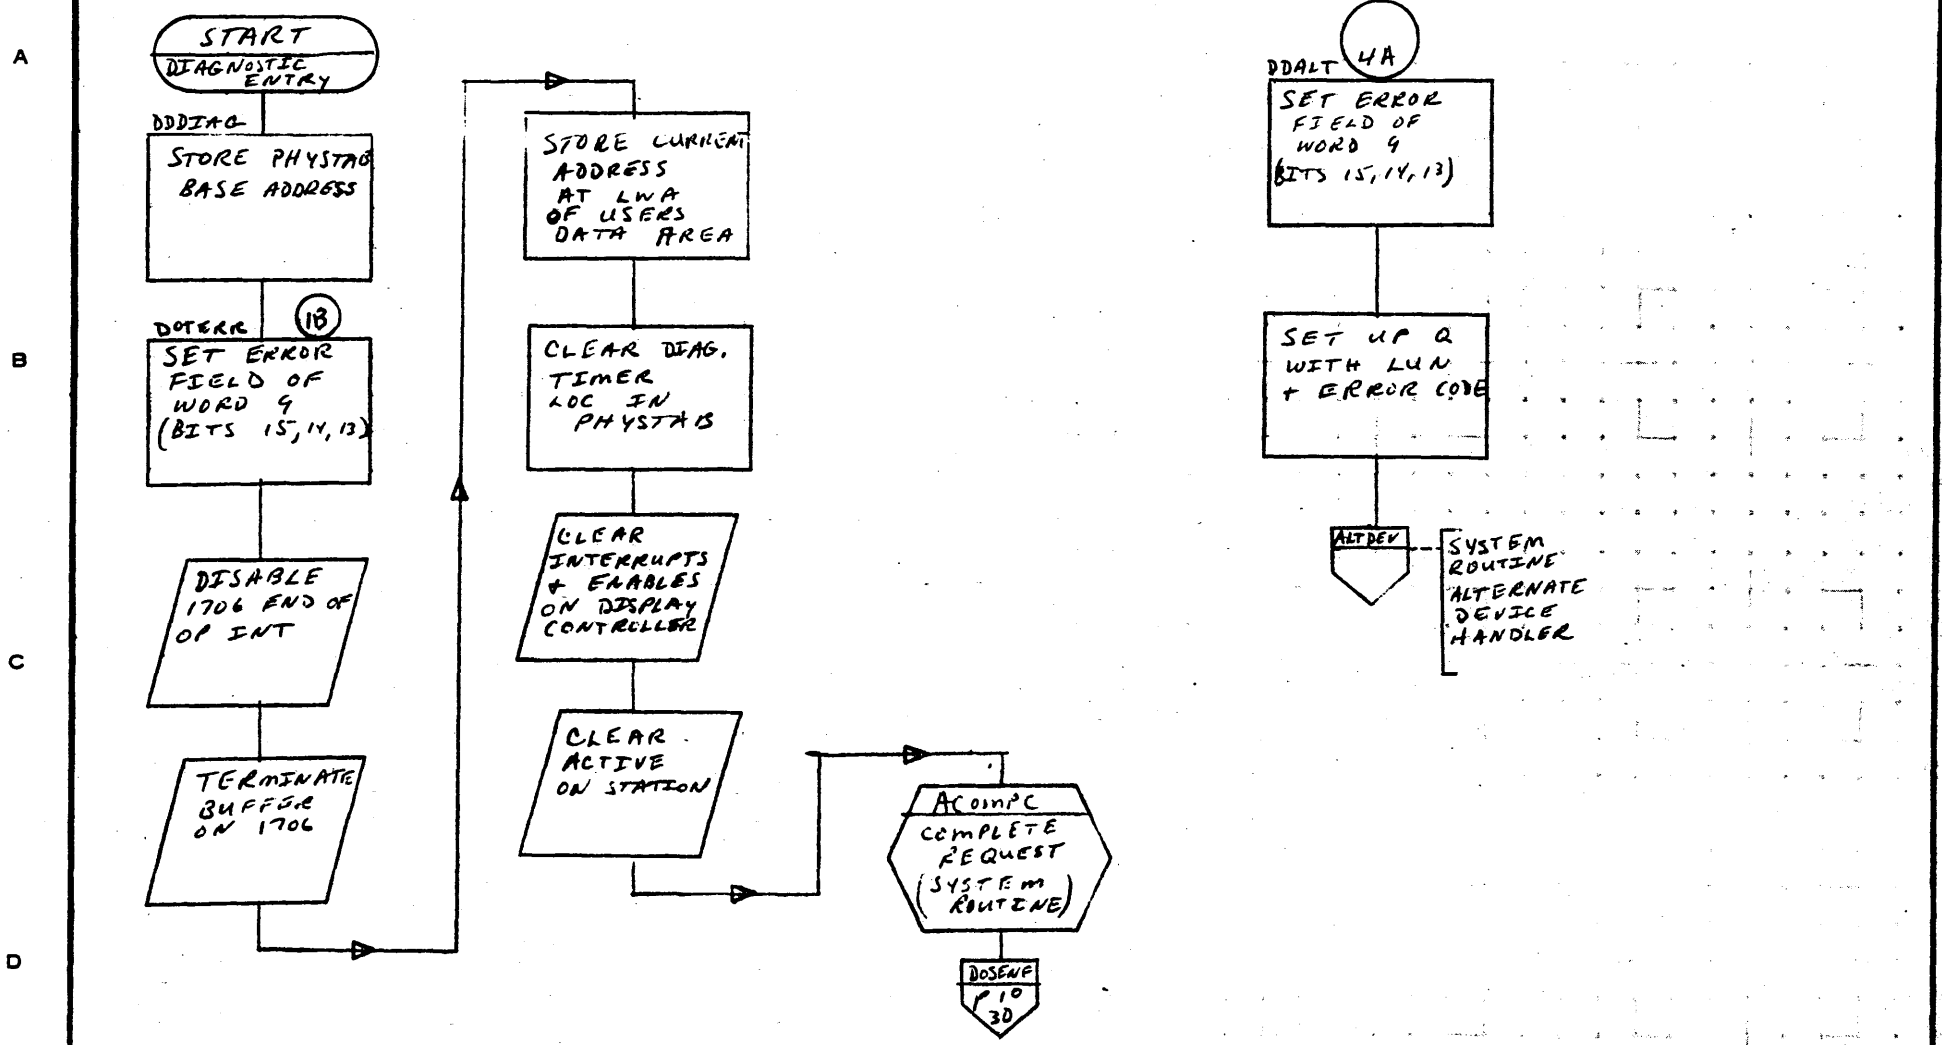 A
START
DIAGNOSTIC
ENTRY
DDDIAG
STORE PHYSTAB
BASE ADDRESS
B
DOTERR
1B
SET ERROR
FIELD OF
WORD 9
(BITS 15, 14, 13)
DISABLE
1706 END OF
OP INT
C
TERMINATE
BUFFER
ON 1706
D
STORE CURRENT
ADDRESS
AT LWA
OF USERS
DATA AREA
CLEAR DIAG.
TIMER
LOC IN
PHYSTAB
CLEAR
INTERRUPTS
+ ENABLES
ON DISPLAY
CONTROLLER
CLEAR
ACTIVE
ON STATION
ACOMPC
COMPLETE
REQUEST
(SYSTEM
ROUTINE)
DOSENF
P10
3D
4A
DDALT
SET ERROR
FIELD OF
WORD 9
(BITS 15, 14, 13)
SET UP Q
WITH LUN
+ ERROR CODE
ALTDEV
SYSTEM
ROUTINE
ALTERNATE
DEVICE
HANDLER